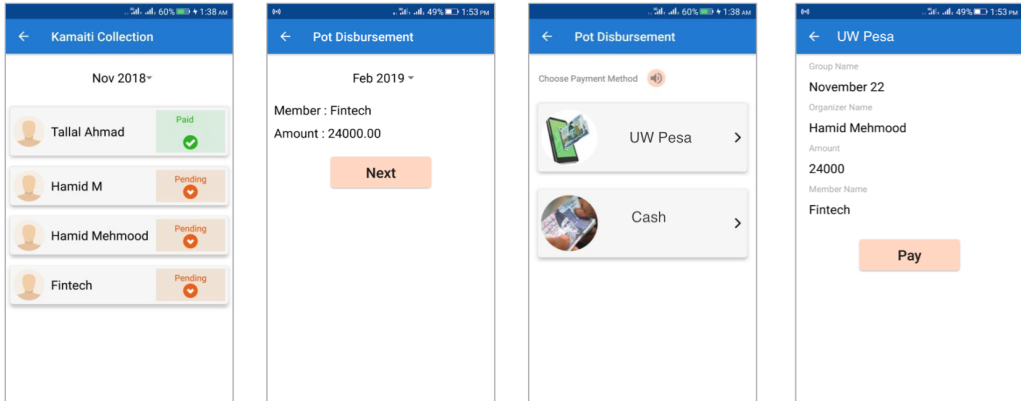 60% 1:38 AM
Kamaiti Collection
Nov 2018
Tallal Ahmad
Paid
Hamid M
Pending
Hamid Mehmood
Pending
Fintech
Pending
49% 1:53 PM
Pot Disbursement
Feb 2019
Member : Fintech
Amount : 24000.00
Next
60% 1:38 AM
Pot Disbursement
Choose Payment Method
UW Pesa
Cash
49% 1:53 PM
UW Pesa
Group Name
November 22
Organizer Name
Hamid Mehmood
Amount
24000
Member Name
Fintech
Pay